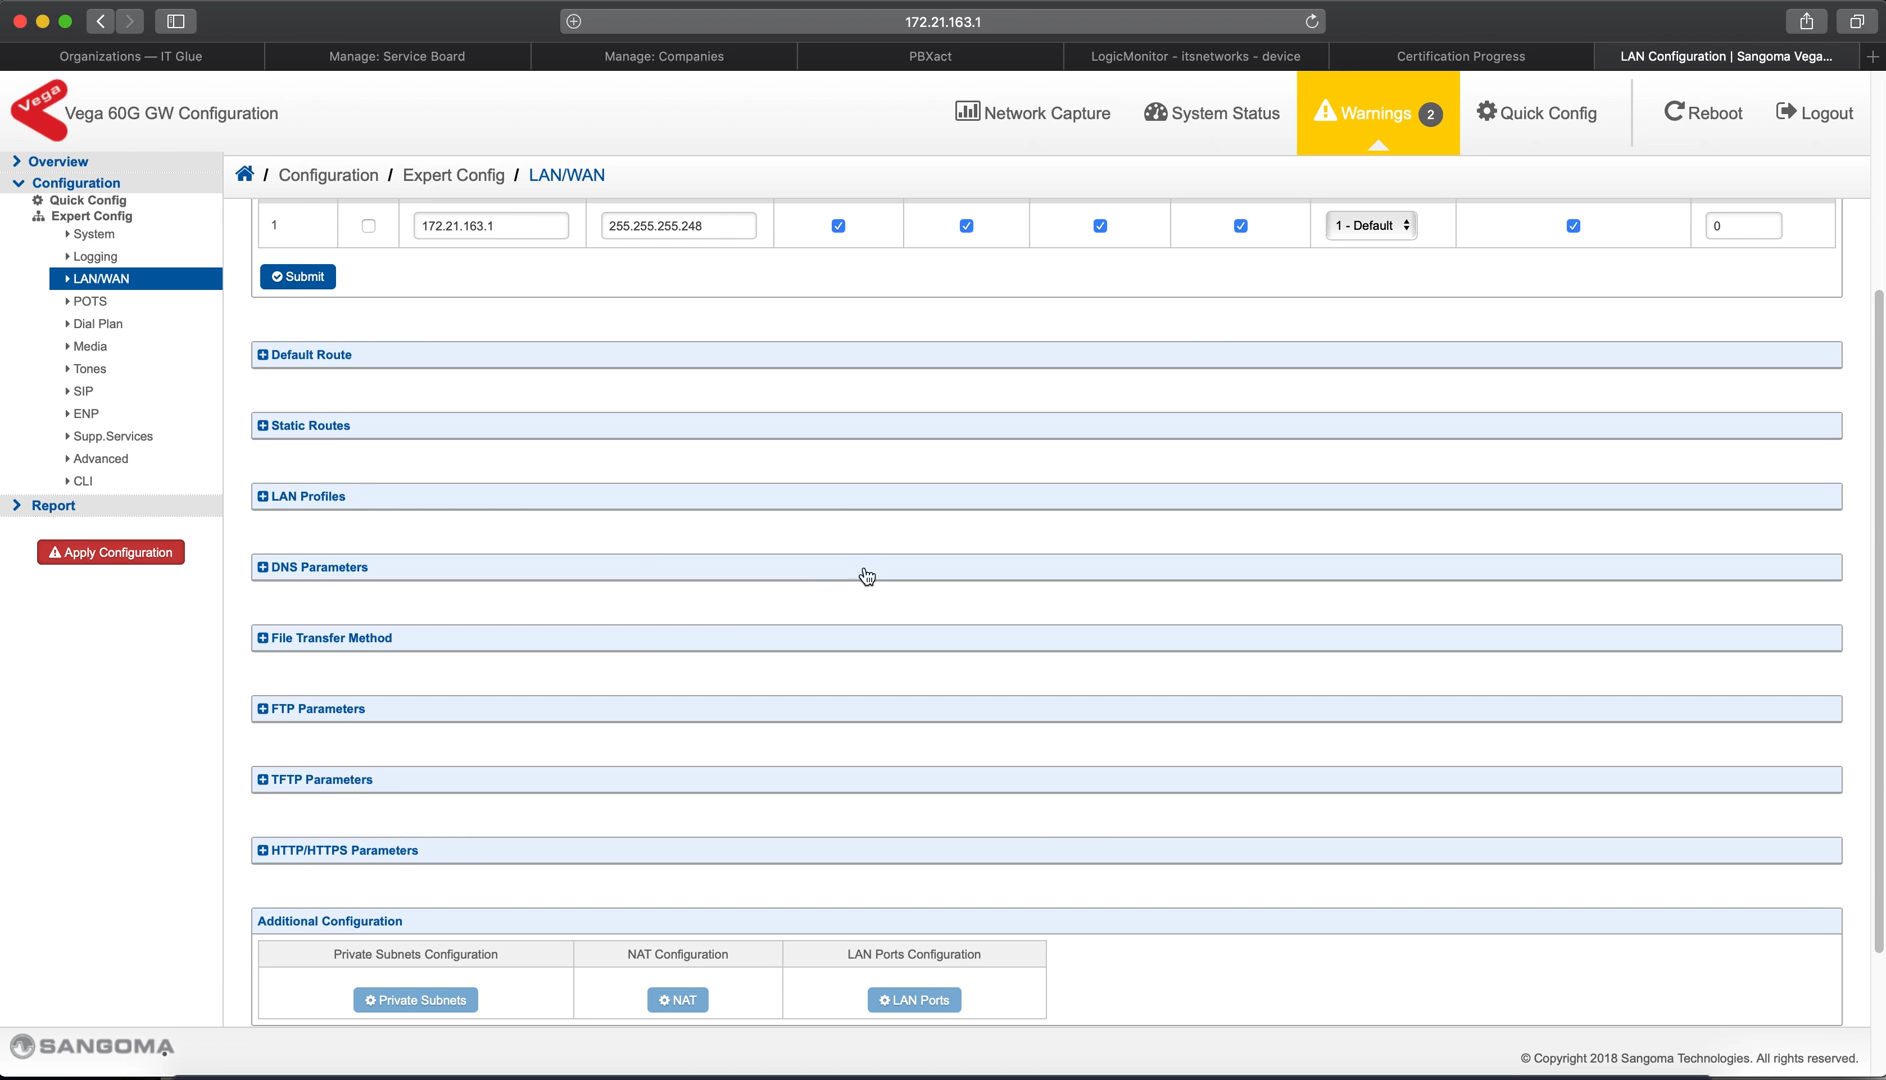 172.21.163.1
Organizations — IT Glue
Manage: Service Board
Manage: Companies
PBXact
LogicMonitor - itsnetworks - device
Certification Progress
LAN Configuration | Sangoma Vega...
Vega
Vega 60G GW Configuration
Network Capture
System Status
Warnings 2
Quick Config
Reboot
Logout
Overview
Configuration
Quick Config
Expert Config
System
Logging
LAN/WAN
POTS
Dial Plan
Media
Tones
SIP
ENP
Supp.Services
Advanced
CLI
Report
Apply Configuration
/ Configuration / Expert Config / LAN/WAN
1 172.21.163.1 255.255.255.248 1 - Default 0
Submit
Default Route
Static Routes
LAN Profiles
DNS Parameters
File Transfer Method
FTP Parameters
TFTP Parameters
HTTP/HTTPS Parameters
Additional Configuration
Private Subnets Configuration NAT Configuration LAN Ports Configuration
Private Subnets NAT LAN Ports
SANGOMA
© Copyright 2018 Sangoma Technologies. All rights reserved.